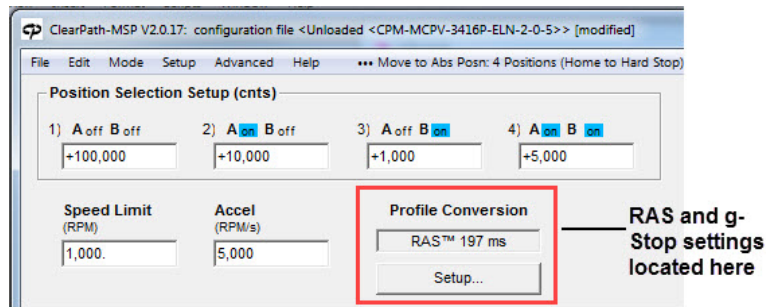 ClearPath-MSP V2.0.17: configuration file <Unloaded <CPM-MCPV-3416P-ELN-2-0-5>> [modified]
File Edit Mode Setup Advanced Help ••• Move to Abs Posn: 4 Positions (Home to Hard Stop)
Position Selection Setup (cnts)
1) A off B off 2) A on B off 3) A off B on 4) A on B on
+100,000 +10,000 +1,000 +5,000
Speed Limit Accel Profile Conversion
(RPM) (RPM/s)
1,000. 5,000 RAS™ 197 ms
Setup...
RAS and g-
Stop settings
located here